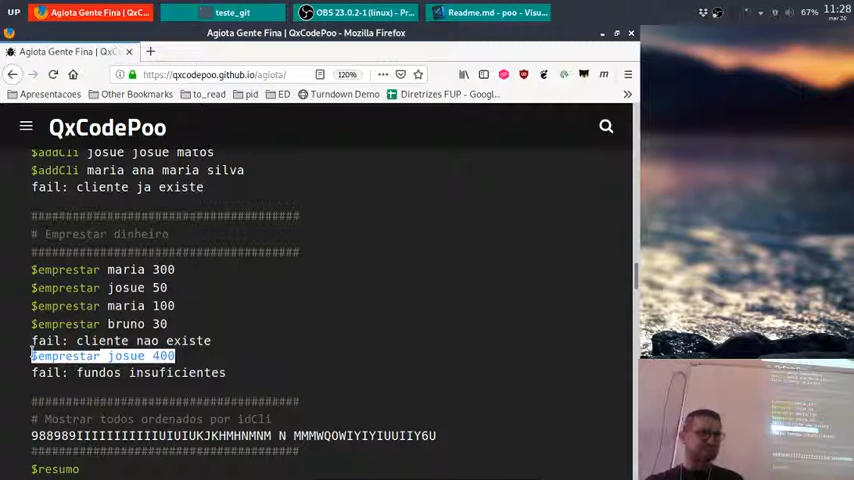 UP
Agiota Gente Fina | QxC...
teste_git
OBS 23.0.2-1 (linux) - Pr...
Readme.md - poo - Visu...
67%
11:28
mar 20
Agiota Gente Fina | QxCodePoo - Mozilla Firefox
Agiota Gente Fina | QxCo
https://qxcodepoo.github.io/agiota/
120%
Apresentacoes
Other Bookmarks
to_read
pid
ED
Turndown Demo
Diretrizes FUP - Googl...
QxCodePoo
$addCli josue josue matos
$addCli maria ana maria silva
fail: cliente ja existe
#######################################
# Emprestar dinheiro
#######################################
$emprestar maria 300
$emprestar josue 50
$emprestar maria 100
$emprestar bruno 30
fail: cliente nao existe
$emprestar josue 400
fail: fundos insuficientes
#######################################
# Mostrar todos ordenados por idCli
988989IIIIIIIIIIUIUIUKJKHMHNMNM N MMMWQOWIYIYIUUIIY6U
#######################################
$resumo